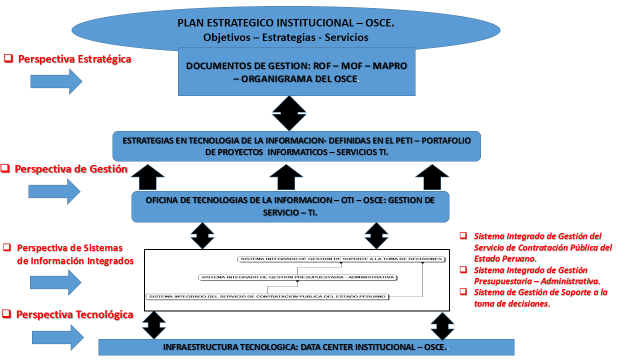 PLAN ESTRATEGICO INSTITUCIONAL – OSCE.
Objetivos – Estrategias - Servicios
Perspectiva Estratégica
DOCUMENTOS DE GESTION: ROF – MOF – MAPRO
– ORGANIGRAMA DEL OSCE.
ESTRATEGIAS EN TECNOLOGIA DE LA INFORMACION- DEFINIDAS EN EL PETI – PORTAFOLIO
DE PROYECTOS INFORMATICOS – SERVICIOS TI.
Perspectiva de Gestión
OFICINA DE TECNOLOGIAS DE LA INFORMACION – OTI – OSCE: GESTION DE
SERVICIO – TI.
Perspectiva de Sistemas
de Información Integrados
SISTEMA INTEGRADO DE GESTION DE SOPORTE A LA TOMA DE DECISIONES
SISTEMA INTEGRADO DE GESTION PRESUPUESTARIA - ADMINISTRATIVA
SISTEMA INTEGRADO DEL SERVICIO DE CONTRATACION PUBLICA DEL ESTADO PERUANO
Sistema Integrado de Gestión del
Servicio de Contratación Pública del
Estado Peruano.
Sistema Integrado de Gestión
Presupuestaria – Administrativa.
Sistema de Gestión de Soporte a la
toma de decisiones.
Perspectiva Tecnológica
INFRAESTRUCTURA TECNOLOGICA: DATA CENTER INSTITUCIONAL – OSCE.